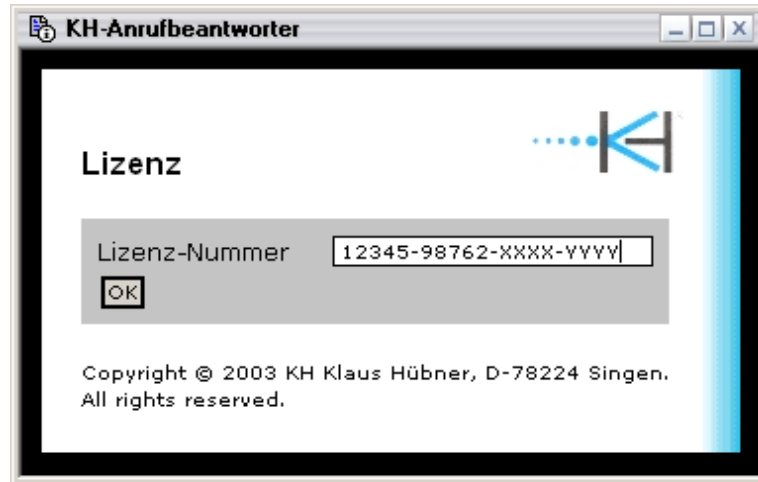 KH-Anrufbeantworter
KH
Lizenz
Lizenz-Nummer 12345-98762-XXXX-YYYY
OK
Copyright © 2003 KH Klaus Hübner, D-78224 Singen.
All rights reserved.